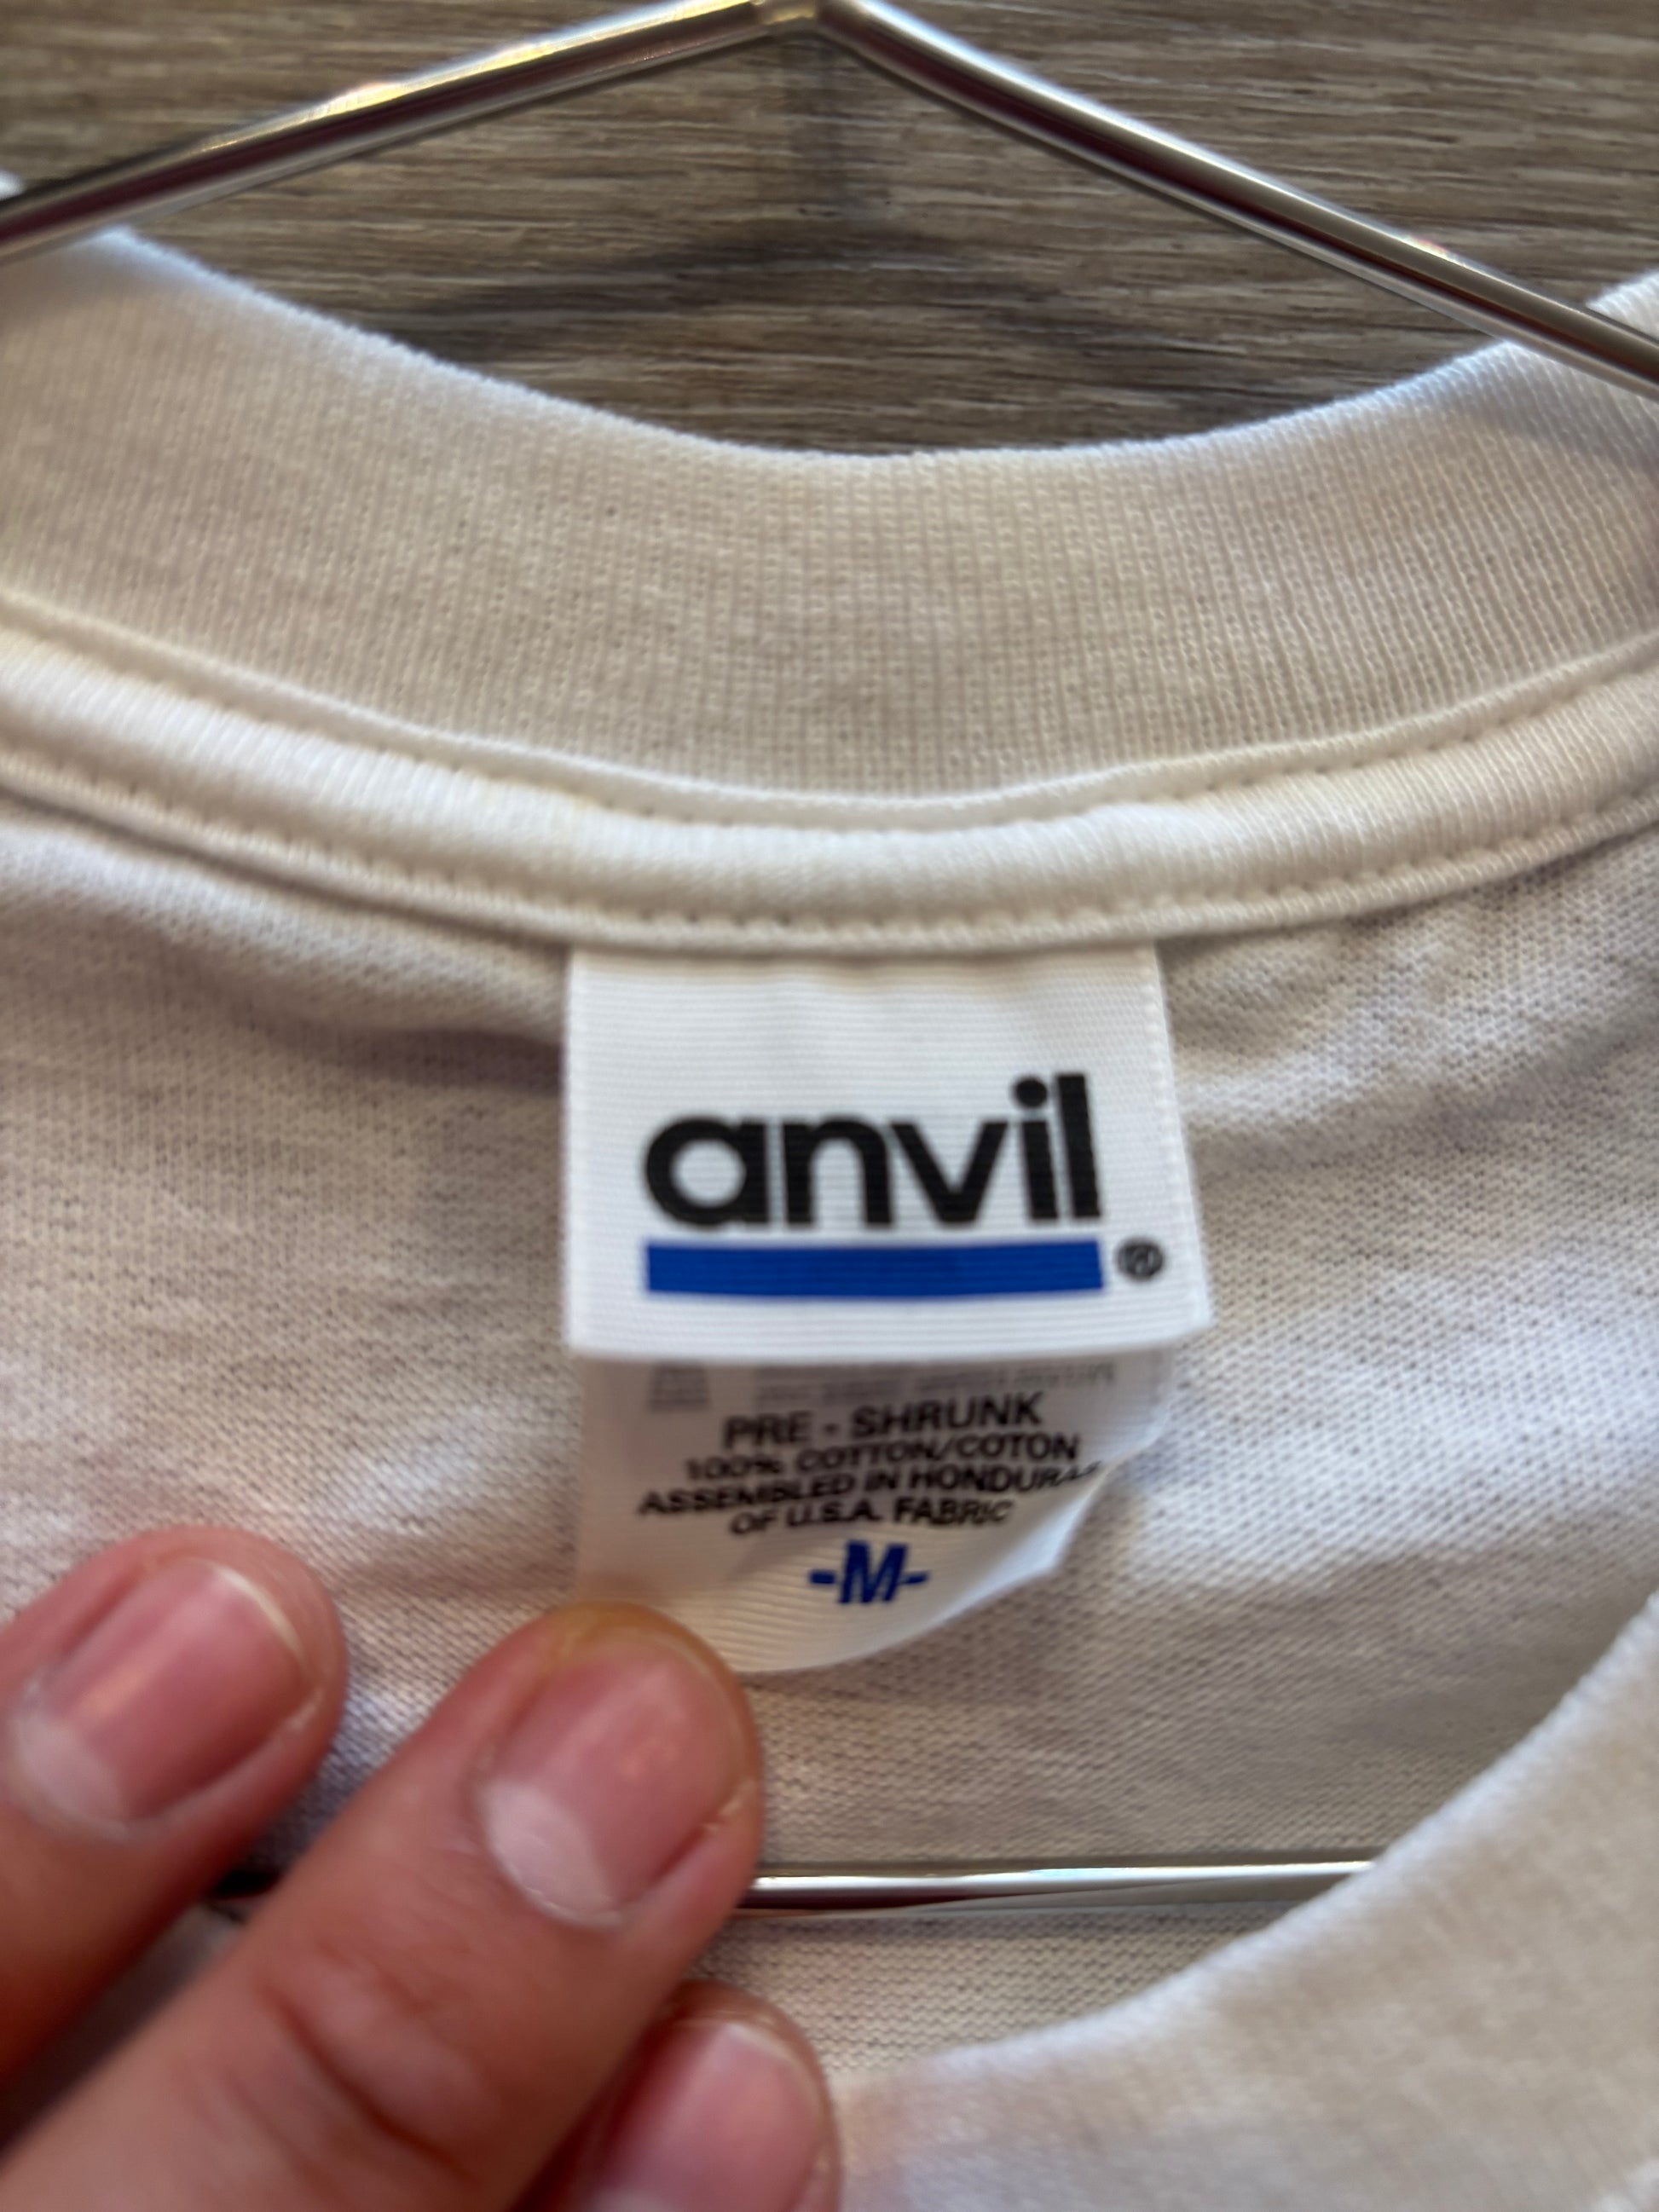 anvil
®
PRE - SHRUNK
100% COTTON/COTON
ASSEMBLED IN HONDURAS
OF U.S.A. FABRIC
-M-